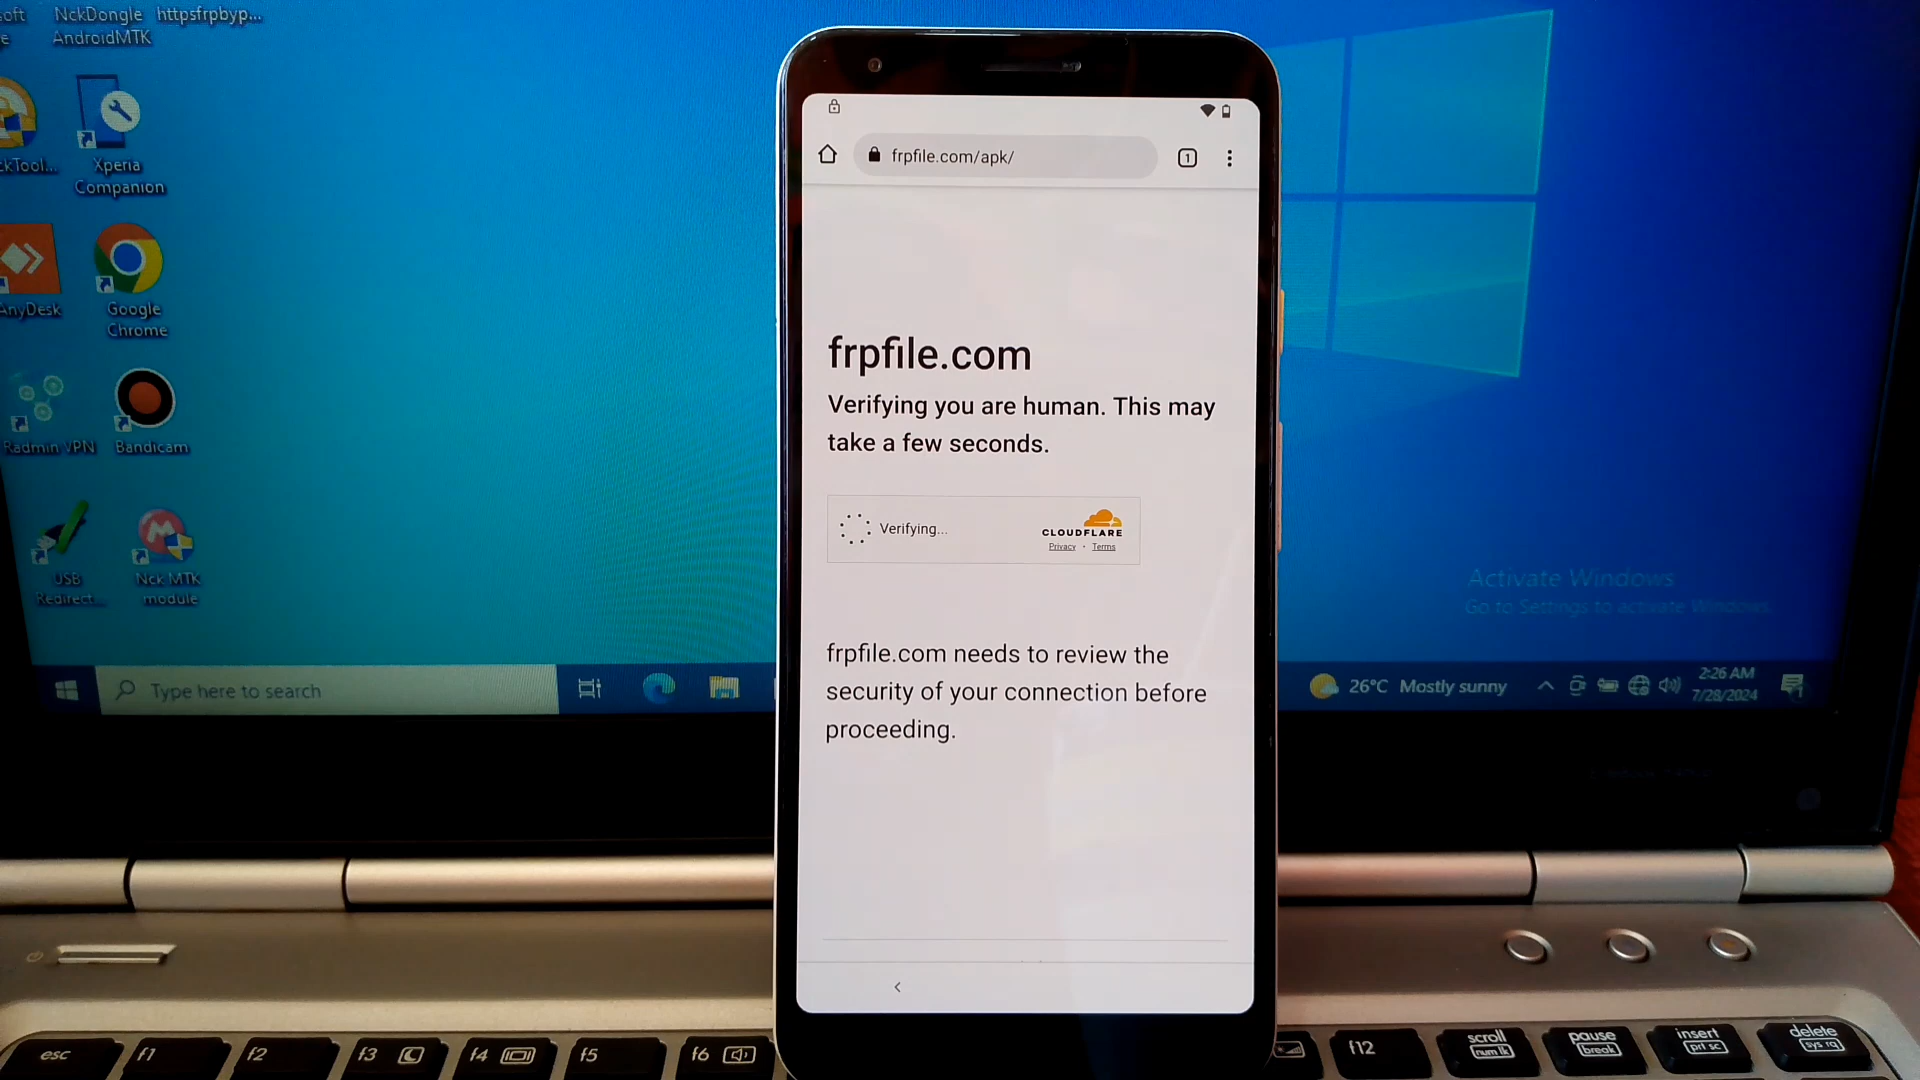 NckDongle
AndroidMTK
httpsfrpbyp...
Xperia
Companion
AnyDesk
Google
Chrome
Radmin VPN
Bandicam
USB
Redirect...
Nck MTK
module
Type here to search
1
frpfile.com/apk/
frpfile.com
Verifying you are human. This may
take a few seconds.
Verifying...
CLOUDFLARE
Privacy • Terms
frpfile.com needs to review the
security of your connection before
proceeding.
Activate Windows
Go to Settings to activate Windows.
26°C Mostly sunny
2:26 AM
7/28/2024
esc
f1
f2
f3
f4
f5
f6
f12
scroll
num lk
pause
break
insert
prt sc
delete
sys rq